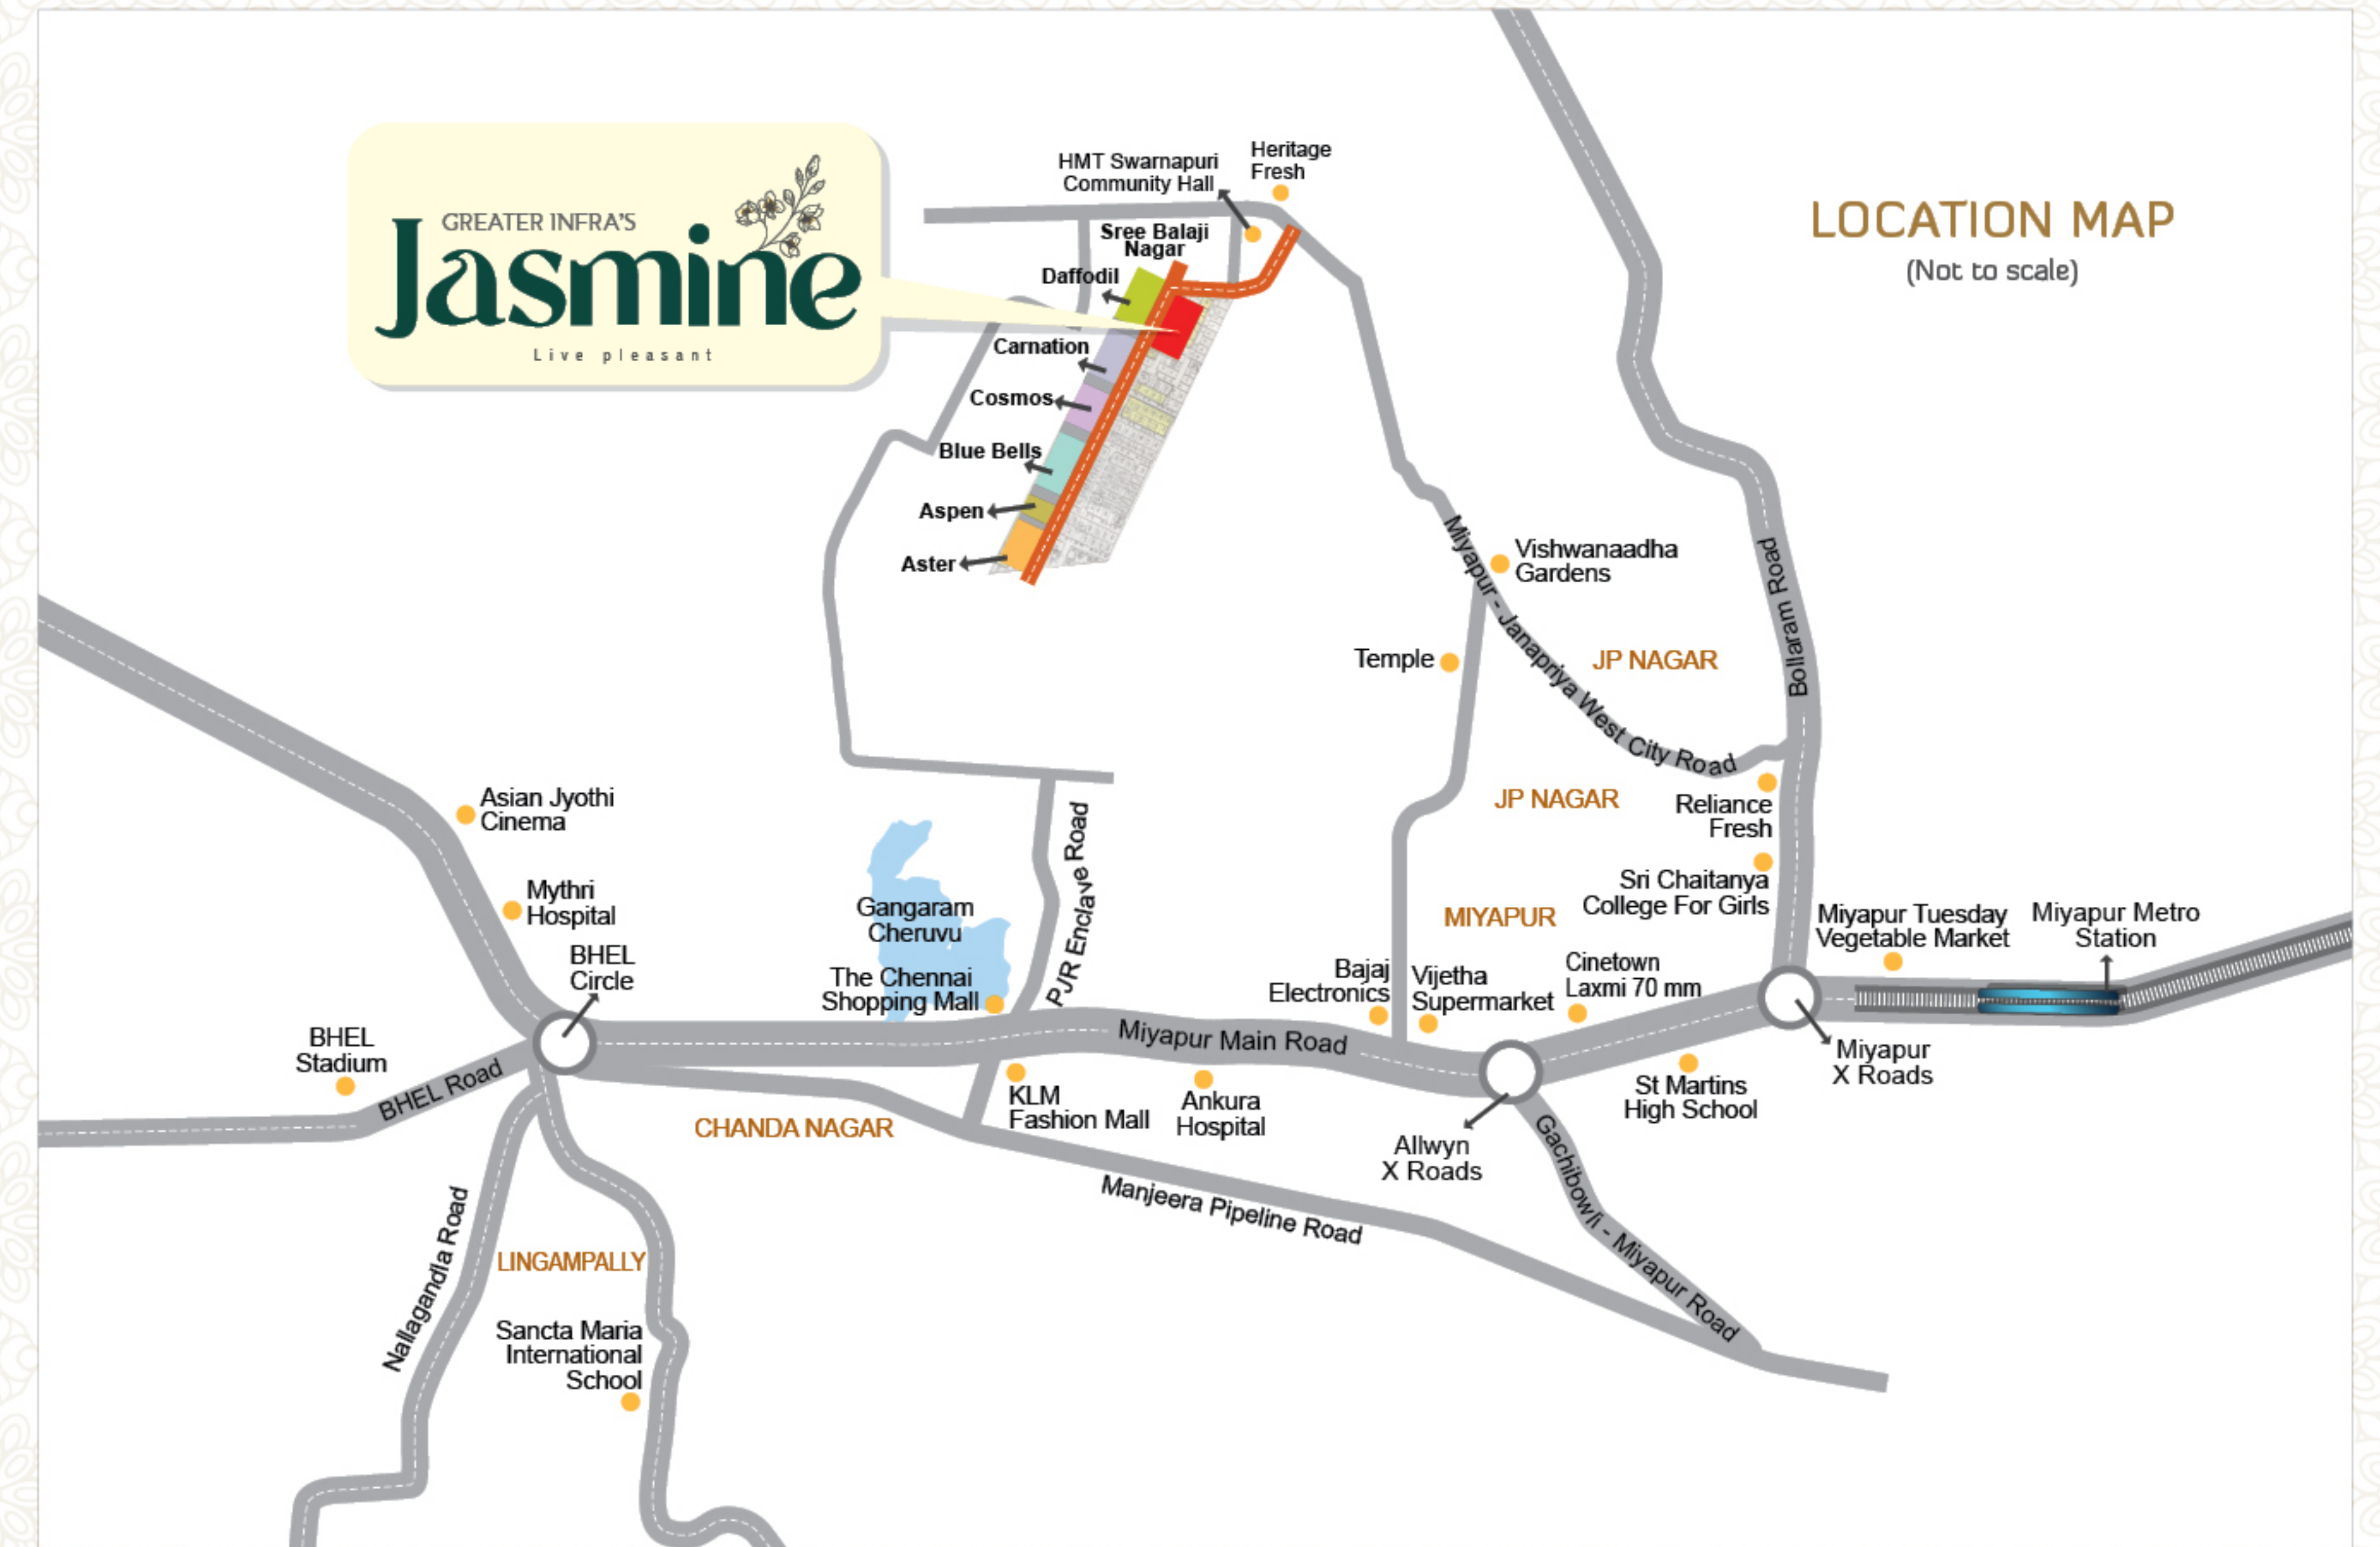 LOCATION MAP
(Not to scale)
GREATER INFRA'S
Jasmine
Live pleasant
HMT Swarnapuri
Community Hall
Heritage
Fresh
Sree Balaji
Nagar
Daffodil
Carnation
Cosmos
Blue Bells
Aspen
Aster
Vishwanaadha
Gardens
Miyapur - Janapriya West City Road
Bollaram Road
Temple
JP NAGAR
JP NAGAR
Reliance
Fresh
Asian Jyothi
Cinema
Mythri
Hospital
BHEL
Circle
BHEL
Stadium
BHEL Road
Gangaram
Cheruvu
The Chennai
Shopping Mall
PJR Enclave Road
Sri Chaitanya
College For Girls
MIYAPUR
Miyapur Tuesday
Vegetable Market
Miyapur Metro
Station
Bajaj
Electronics
Vijetha
Supermarket
Cinetown
Laxmi 70 mm
Miyapur Main Road
Miyapur
X Roads
St Martins
High School
KLM
Fashion Mall
Ankura
Hospital
Allwyn
X Roads
CHANDA NAGAR
Manjeera Pipeline Road
Gachibowli - Miyapur Road
Nallagandla Road
LINGAMPALLY
Sancta Maria
International
School